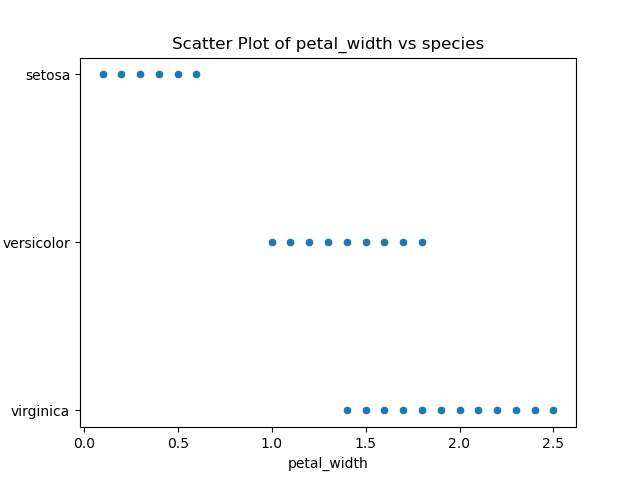 Scatter Plot of petal_width vs species
setosa
versicolor
virginica
0.0 0.5 1.0 1.5 2.0 2.5
petal_width